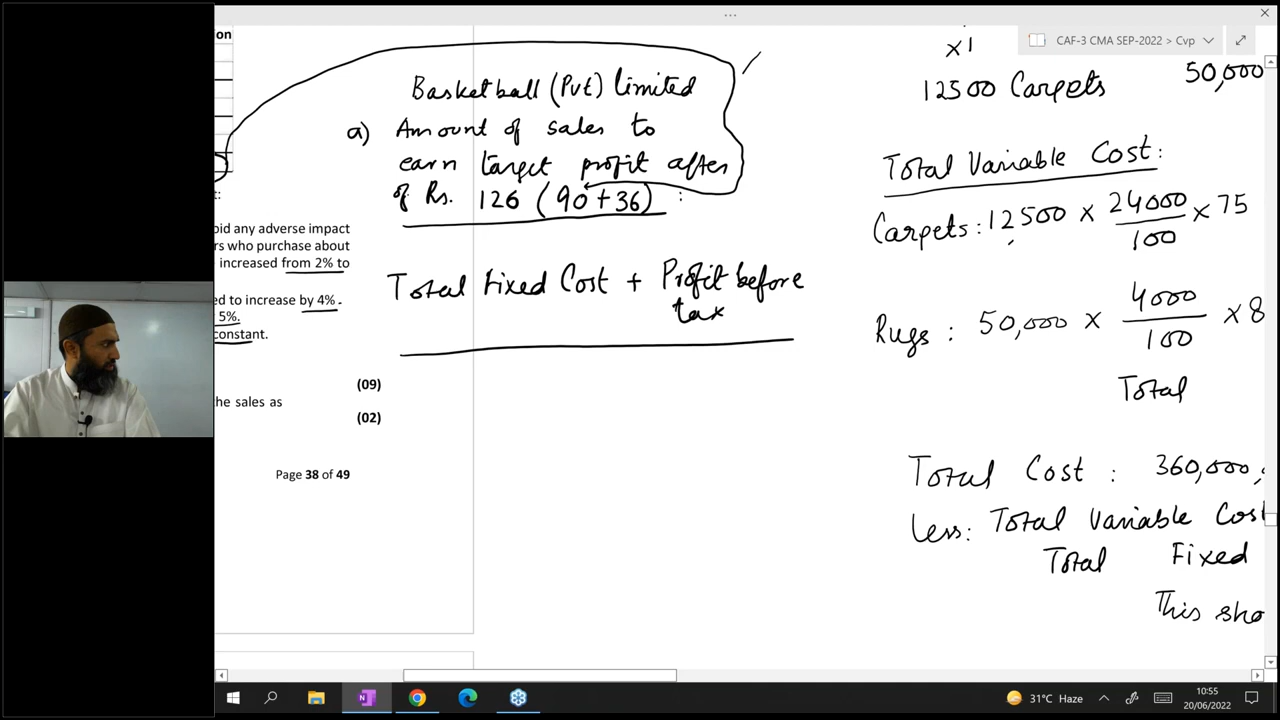 CAF-3 CMA SEP-2022 > Cvp
on
x1
12500 Carpets
50,000
Basketball (Pvt) limited
a) Amount of sales to
earn target profit after
of Rs. 126 (90+36) :
Total Fixed Cost + Profit before
tax
t:
oid any adverse impact
rs who purchase about
increased from 2% to
ed to increase by 4%.
5%.
constant.
(09)
he sales as
(02)
Page 38 of 49
Total Variable Cost:
Carpets: 12500 x 24000/100 x 75
Rugs : 50,000 x 4000/100 x 8
Total
Total Cost : 360,000,
Less: Total Variable Cost
Total Fixed
This sho
31°C Haze
10:55
20/06/2022